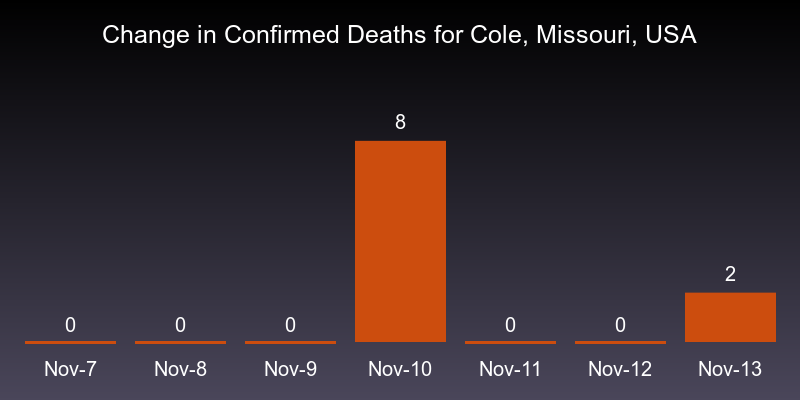 Change in Confirmed Deaths for Cole, Missouri, USA
8
2
0 0 0 0 0
Nov-7 Nov-8 Nov-9 Nov-10 Nov-11 Nov-12 Nov-13